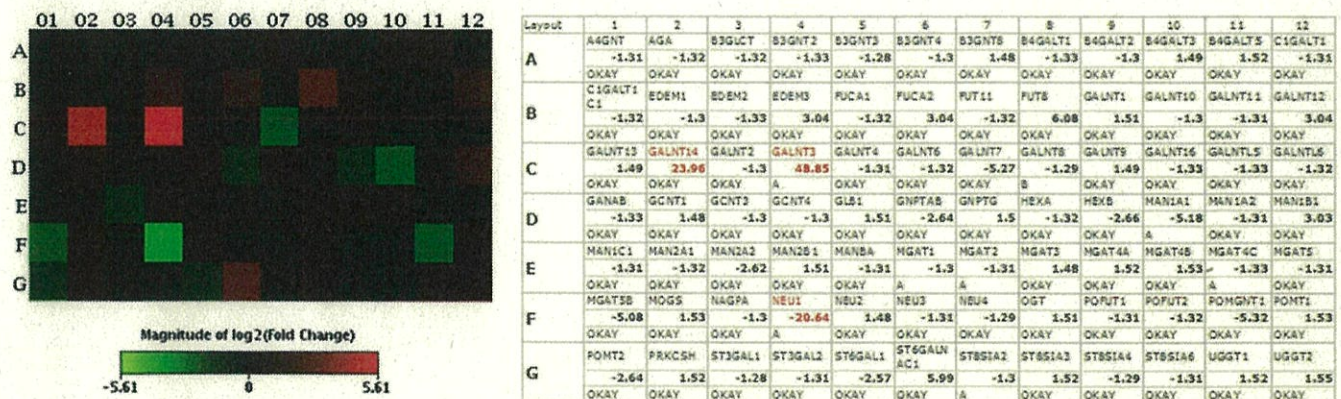 01 02 03 04 05 06 07 08 09 10 11 12
A
B
C
D
E
F
G
Magnitude of log2(Fold Change)
-5.61 0 5.61
Layout 1 2 3 4 5 6 7 8 9 10 11 12
A4GNT AGA B3GLCT B3GNT2 B3GNT3 B3GNT4 B3GNT8 B4GALT1 B4GALT2 B4GALT3 B4GALT5 C1GALT1
A -1.31 -1.32 -1.32 -1.33 -1.28 -1.3 1.48 -1.33 -1.3 1.49 1.52 -1.31
OKAY OKAY OKAY OKAY OKAY OKAY OKAY OKAY OKAY OKAY OKAY OKAY
C1GALT1
C1 EDEM1 EDEM2 EDEM3 FUCA1 FUCA2 FUT11 FUT8 GALNT1 GALNT10 GALNT11 GALNT12
B -1.32 -1.3 -1.33 3.04 -1.32 3.04 -1.32 6.08 1.51 -1.3 -1.31 3.04
OKAY OKAY OKAY OKAY OKAY OKAY OKAY OKAY OKAY OKAY OKAY OKAY
GALNT13 GALNT14 GALNT2 GALNT3 GALNT4 GALNT6 GALNT7 GALNT8 GALNT9 GALNT16 GALNTL5 GALNTL6
C 1.49 23.96 -1.3 48.85 -1.31 -1.32 -5.27 -1.29 1.49 -1.33 -1.33 -1.32
OKAY OKAY OKAY A OKAY OKAY OKAY B OKAY OKAY OKAY OKAY
GANAB GCNT1 GCNT3 GCNT4 GLB1 GNPTAB GNPTG HEXA HEXB MAN1A1 MAN1A2 MAN1B1
D -1.33 1.48 -1.3 -1.3 1.51 -2.64 1.5 -1.32 -2.66 -5.18 -1.31 3.03
OKAY OKAY OKAY OKAY OKAY OKAY OKAY OKAY OKAY A OKAY OKAY
MAN1C1 MAN2A1 MAN2A2 MAN2B1 MANBA MGAT1 MGAT2 MGAT3 MGAT4A MGAT4B MGAT4C MGAT5
E -1.31 -1.32 -2.62 1.51 -1.31 -1.3 -1.31 1.48 1.52 1.53 -1.33 -1.31
OKAY OKAY OKAY OKAY OKAY A A OKAY OKAY OKAY A OKAY
MGAT5B MOGS NAGPA NEU1 NEU2 NEU3 NEU4 OGT POFUT1 POFUT2 POMGNT1 POMT1
F -5.08 1.53 -1.3 -20.64 1.48 -1.31 -1.29 1.51 -1.31 -1.32 -5.32 1.53
OKAY OKAY OKAY A OKAY OKAY OKAY OKAY OKAY OKAY OKAY OKAY
POMT2 PRKCSH ST3GAL1 ST3GAL2 ST6GAL1 ST6GALN
AC1 ST8SIA2 ST8SIA3 ST8SIA4 ST8SIA6 UGGT1 UGGT2
G -2.64 1.52 -1.28 -1.31 -2.57 5.99 -1.3 1.52 -1.29 -1.31 1.52 1.55
OKAY OKAY OKAY OKAY OKAY OKAY A OKAY OKAY OKAY OKAY OKAY